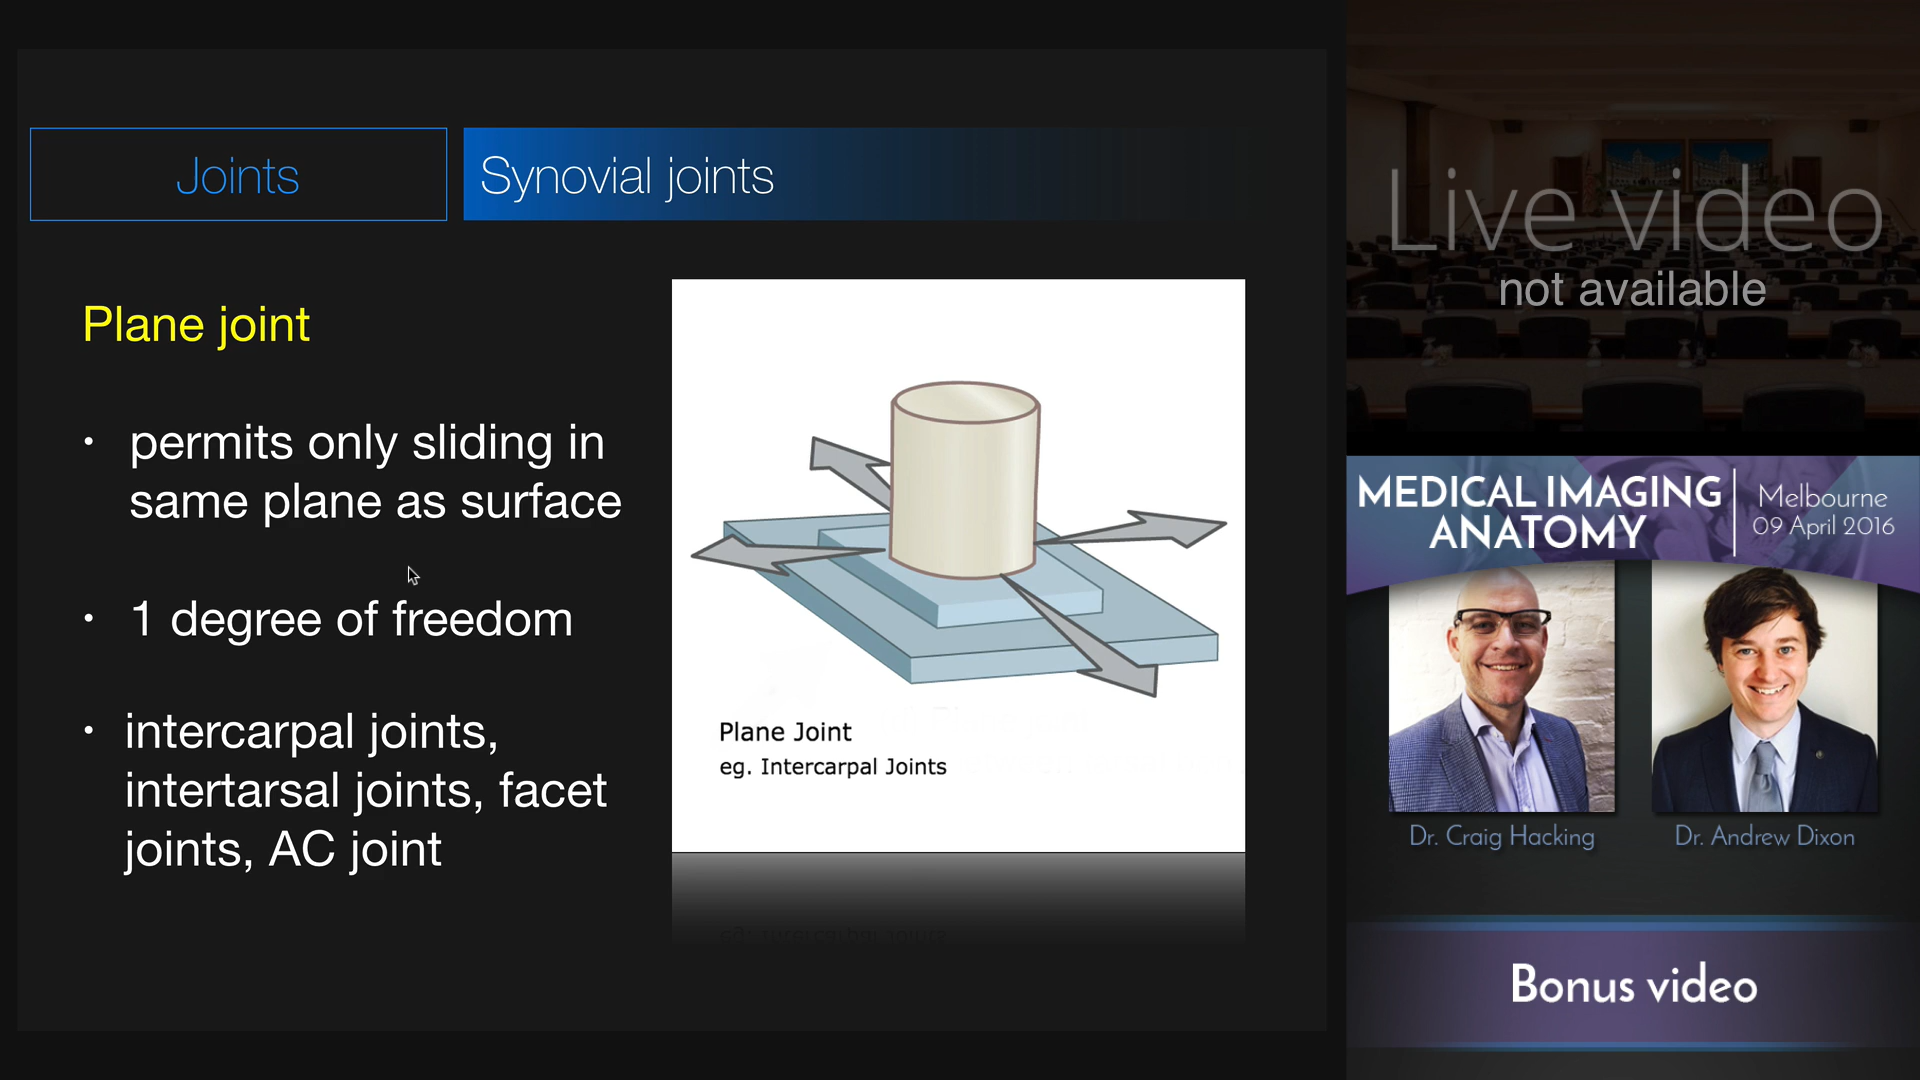 Joints
Synovial joints
Plane joint
• permits only sliding in
same plane as surface
• 1 degree of freedom
• intercarpal joints,
intertarsal joints, facet
joints, AC joint
Plane Joint
eg. Intercarpal Joints
Live video
not available
MEDICAL IMAGING
ANATOMY
Melbourne
09 April 2016
Dr. Craig Hacking
Dr. Andrew Dixon
Bonus video